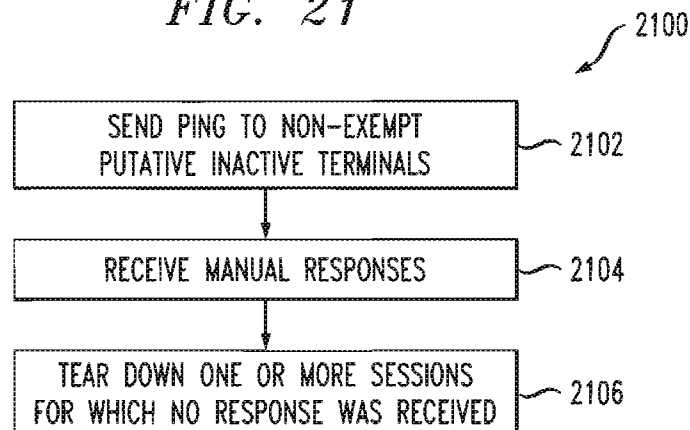 FIG. 21
2100
SEND PING TO NON-EXEMPT
PUTATIVE INACTIVE TERMINALS
2102
RECEIVE MANUAL RESPONSES
2104
TEAR DOWN ONE OR MORE SESSIONS
FOR WHICH NO RESPONSE WAS RECEIVED
2106